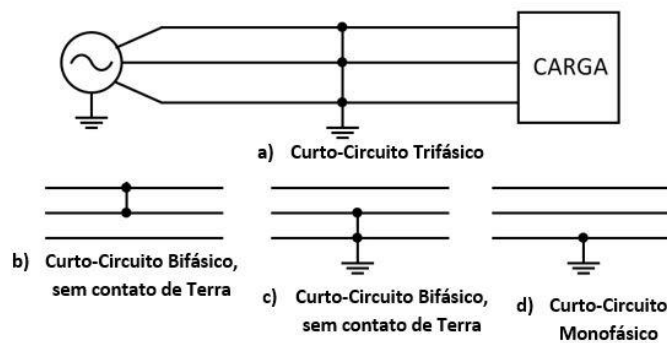 CARGA
a) Curto-Circuito Trifásico
b) Curto-Circuito Bifásico,
sem contato de Terra
c) Curto-Circuito Bifásico,
sem contato de Terra
d) Curto-Circuito
Monofásico